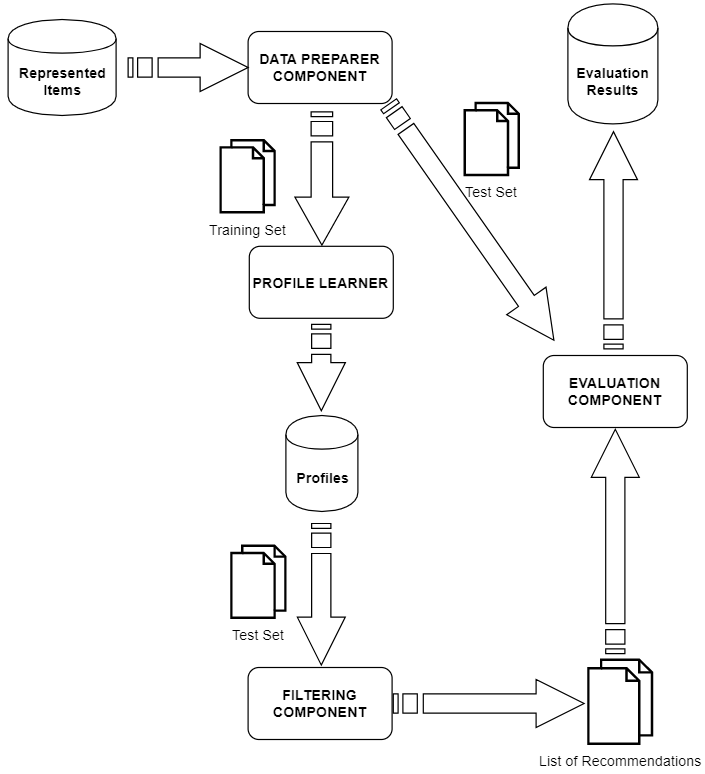 Represented
Items
DATA PREPARER
COMPONENT
Evaluation
Results
Test Set
Training Set
PROFILE LEARNER
EVALUATION
COMPONENT
Profiles
Test Set
FILTERING
COMPONENT
List of Recommendations